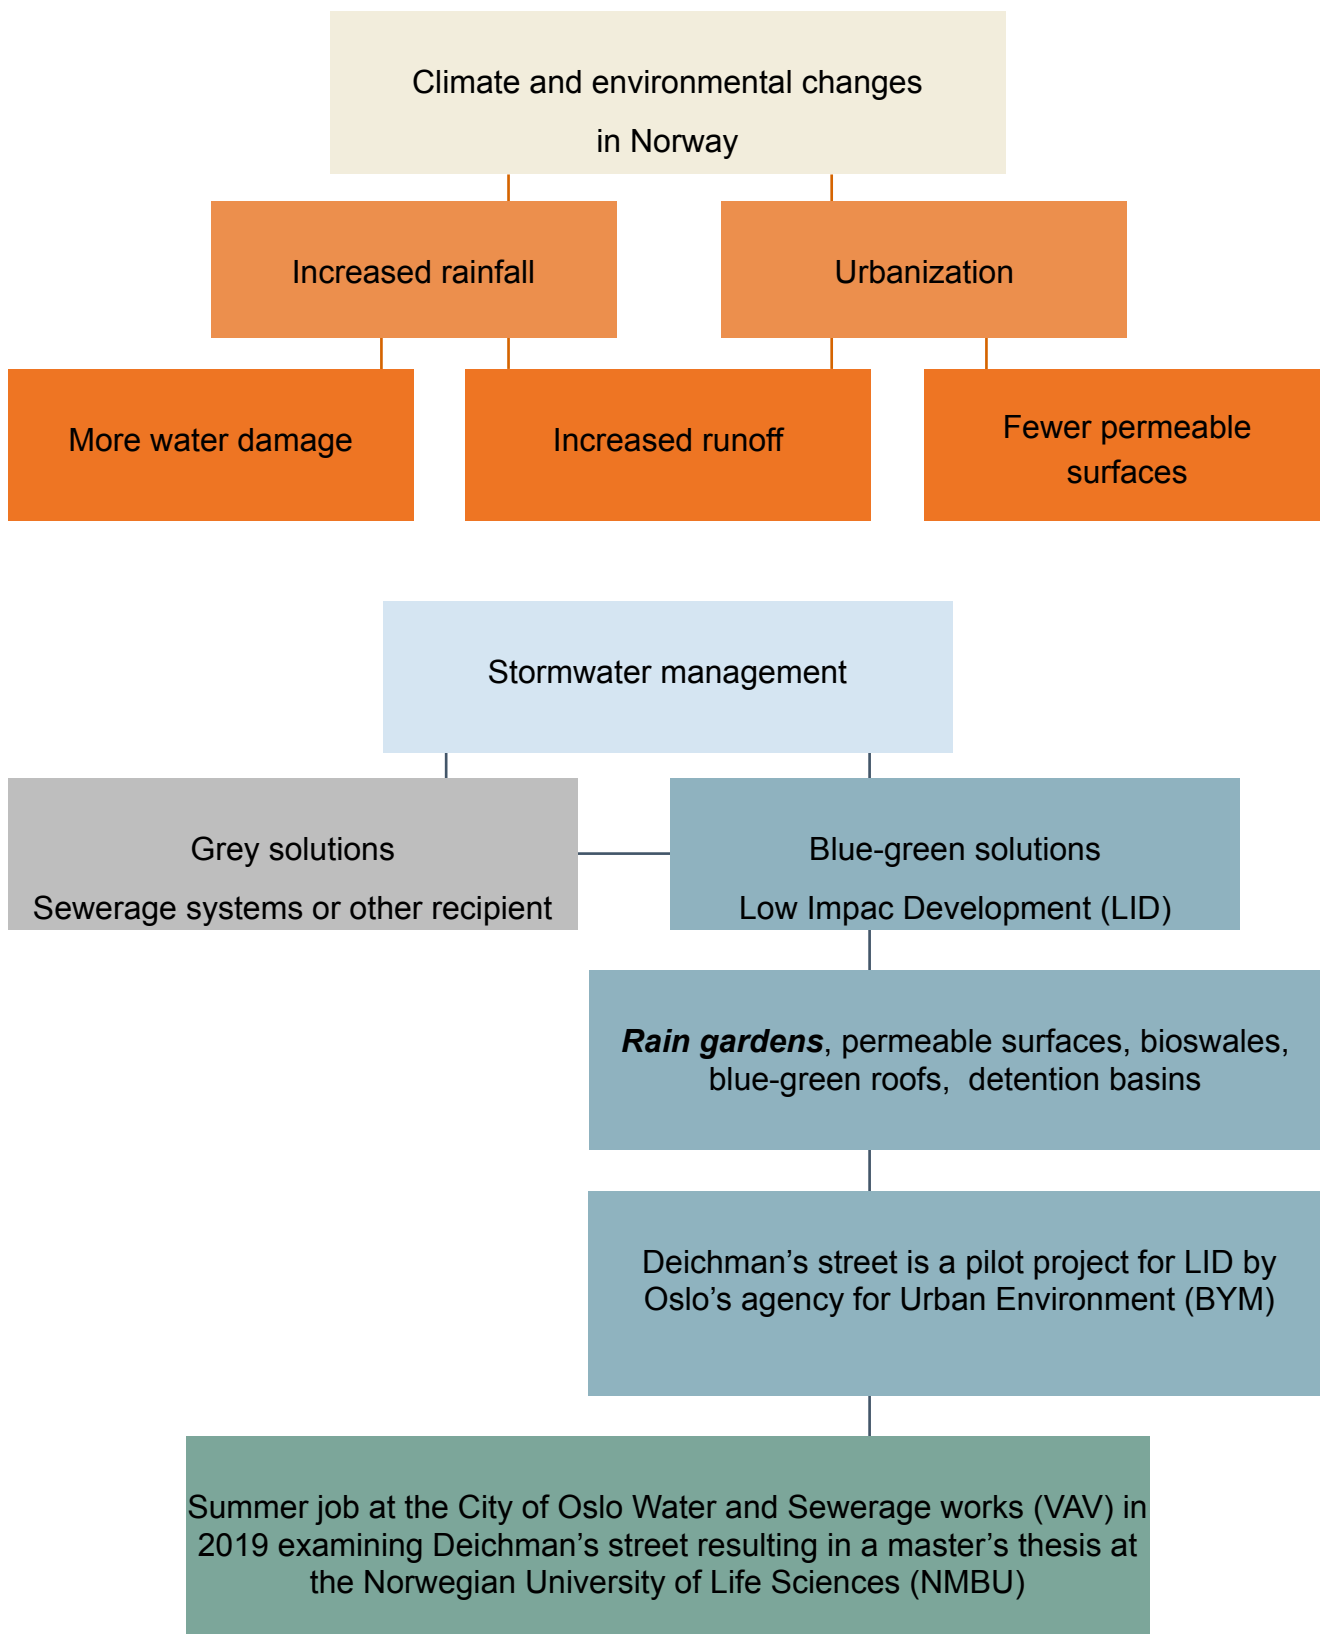 Climate and environmental changes
in Norway
Increased rainfall
Urbanization
More water damage
Increased runoff
Fewer permeable
surfaces
Stormwater management
Grey solutions
Sewerage systems or other recipient
Blue-green solutions
Low Impac Development (LID)
Rain gardens, permeable surfaces, bioswales,
blue-green roofs,  detention basins
Deichman’s street is a pilot project for LID by
Oslo’s agency for Urban Environment (BYM)
Summer job at the City of Oslo Water and Sewerage works (VAV) in
2019 examining Deichman’s street resulting in a master’s thesis at
the Norwegian University of Life Sciences (NMBU)